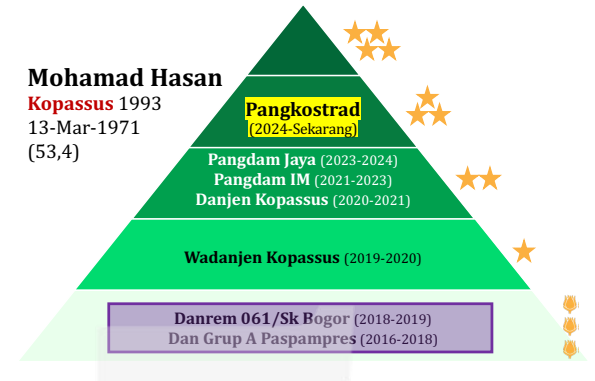 Mohamad Hasan
Kopassus 1993
13-Mar-1971
(53,4)
Pangkostrad
(2024-Sekarang)
Pangdam Jaya (2023-2024)
Pangdam IM (2021-2023)
Danjen Kopassus (2020-2021)
Wadanjen Kopassus (2019-2020)
Danrem 061/Sk Bogor (2018-2019)
Dan Grup A Paspampres (2016-2018)